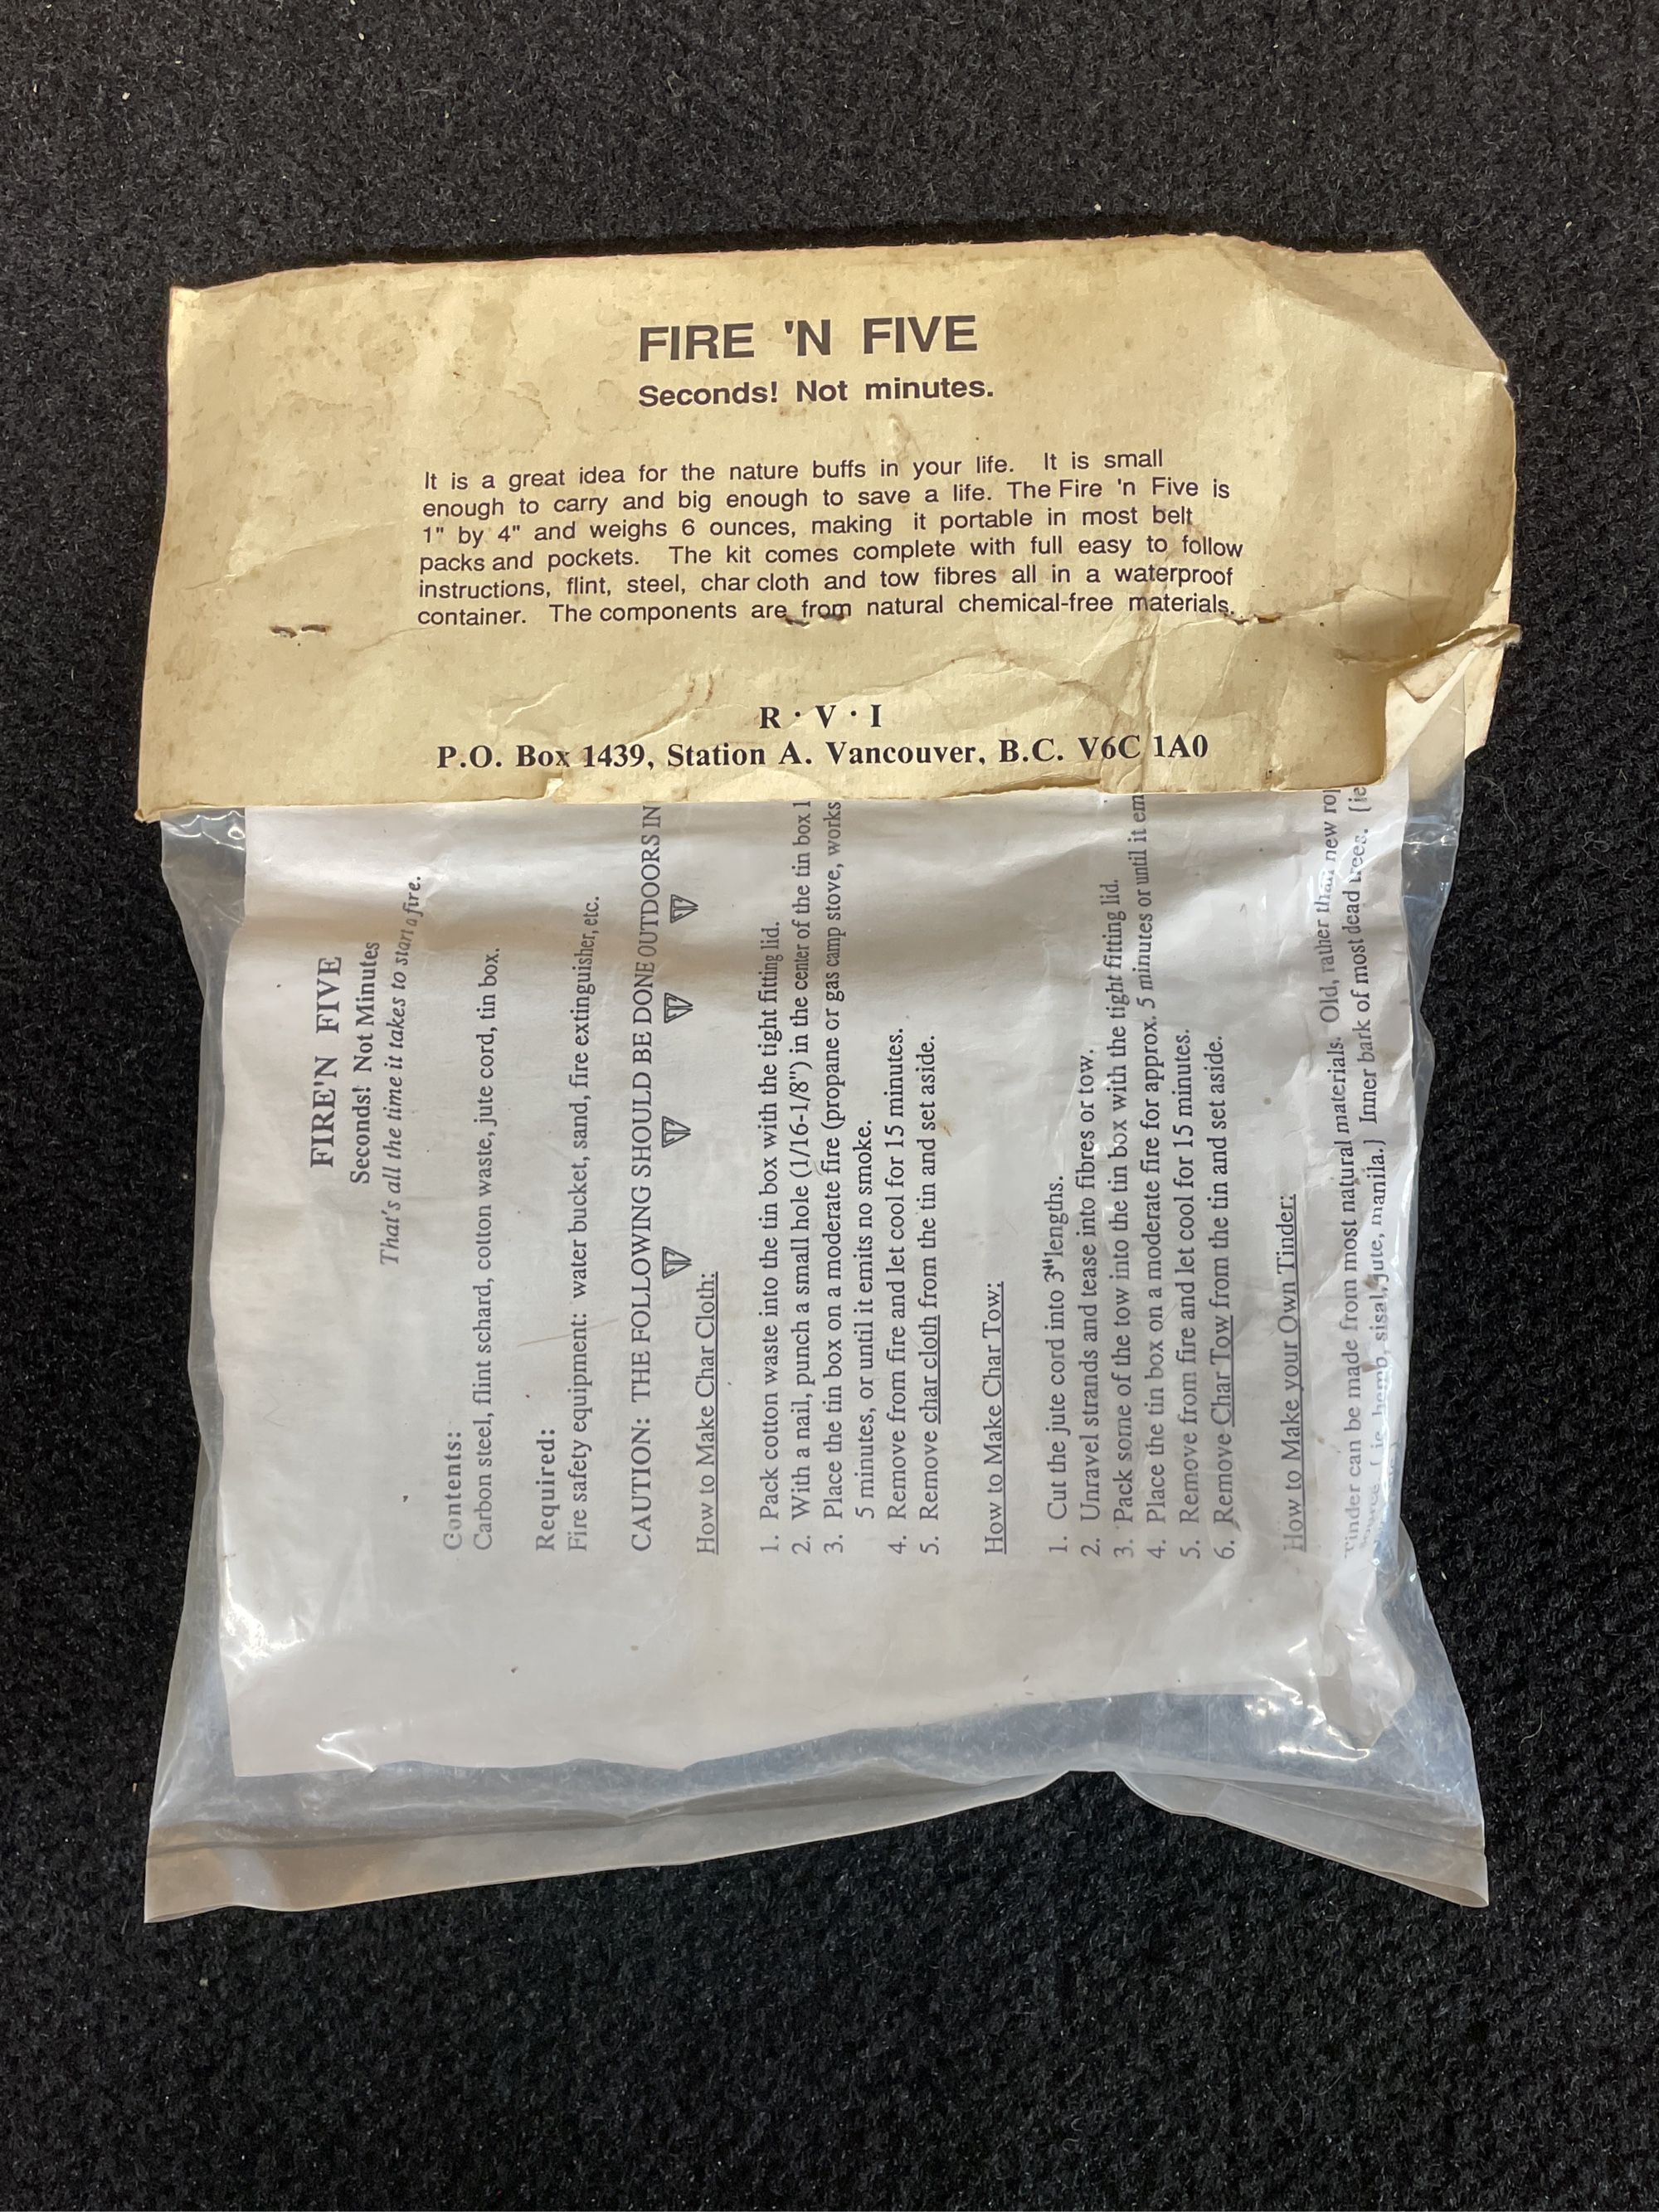 FIRE 'N FIVE
Seconds! Not minutes.
It is a great idea for the nature buffs in your life. It is small
enough to carry and big enough to save a life. The Fire 'n Five is
1" by 4" and weighs 6 ounces, making it portable in most belt
packs and pockets. The kit comes complete with full easy to follow
instructions, flint, steel, char cloth and tow fibres all in a waterproof
container. The components are from natural chemical-free materials.
R · V · I
P.O. Box 1439, Station A. Vancouver, B.C. V6C 1A0
FIRE'N FIVE
Seconds! Not Minutes
That's all the time it takes to start a fire.
Contents:
Carbon steel, flint schard, cotton waste, jute cord, tin box.
Required:
Fire safety equipment: water bucket, sand, fire extinguisher, etc.
CAUTION: THE FOLLOWING SHOULD BE DONE OUTDOORS IN
How to Make Char Cloth:
1. Pack cotton waste into the tin box with the tight fitting lid.
2. With a nail, punch a small hole (1/16-1/8") in the center of the tin box
3. Place the tin box on a moderate fire (propane or gas camp stove, works
5 minutes, or until it emits no smoke.
4. Remove from fire and let cool for 15 minutes.
5. Remove char cloth from the tin and set aside.
How to Make Char Tow:
1. Cut the jute cord into 3" lengths.
2. Unravel strands and tease into fibres or tow.
3. Pack some of the tow into the tin box with the tight fitting lid.
4. Place the tin box on a moderate fire for approx. 5 minutes or until it em
5. Remove from fire and let cool for 15 minutes.
6. Remove Char Tow from the tin and set aside.
How to Make your Own Tinder:
Tinder can be made from most natural materials. Old, rather than new
sisal, jute, manila.) Inner bark of most dead trees. (ie